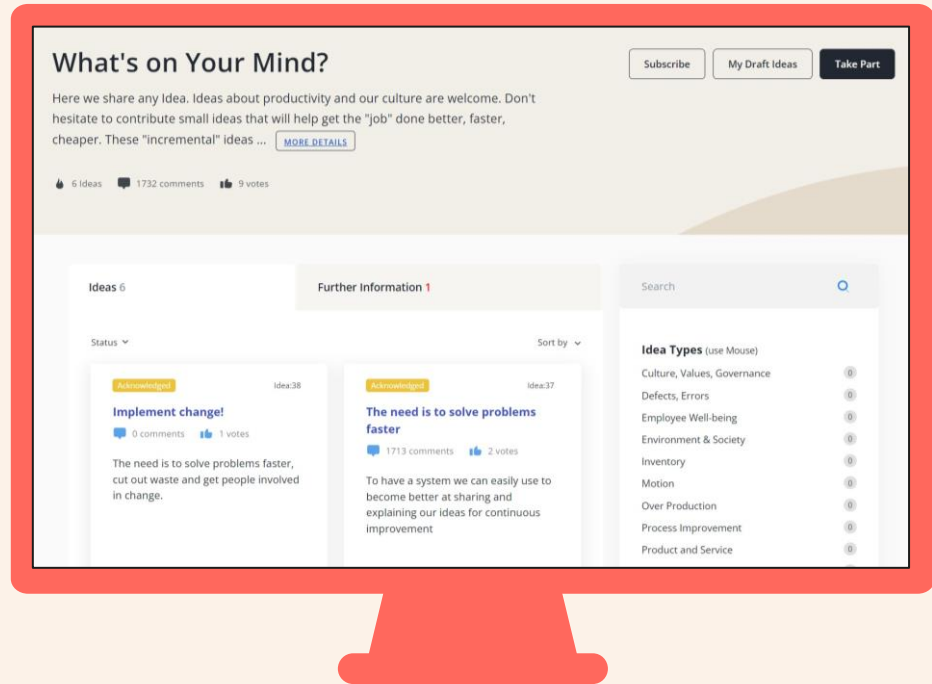 What's on Your Mind?
Subscribe
My Draft Ideas
Take Part
Here we share any Idea. Ideas about productivity and our culture are welcome. Don't
hesitate to contribute small ideas that will help get the "job" done better, faster,
cheaper. These "incremental" ideas ... MORE DETAILS
6 Ideas 1732 comments 9 votes
Ideas 6
Further Information 1
Status
Sort by
Acknowledged Idea:38
Implement change!
0 comments 1 votes
The need is to solve problems faster,
cut out waste and get people involved
in change.
Acknowledged Idea:37
The need is to solve problems
faster
1713 comments 2 votes
To have a system we can easily use to
become better at sharing and
explaining our ideas for continuous
improvement
Search
Idea Types (use Mouse)
Culture, Values, Governance 0
Defects, Errors 0
Employee Well-being 0
Environment & Society 0
Inventory 0
Motion 0
Over Production 0
Process Improvement 0
Product and Service 0